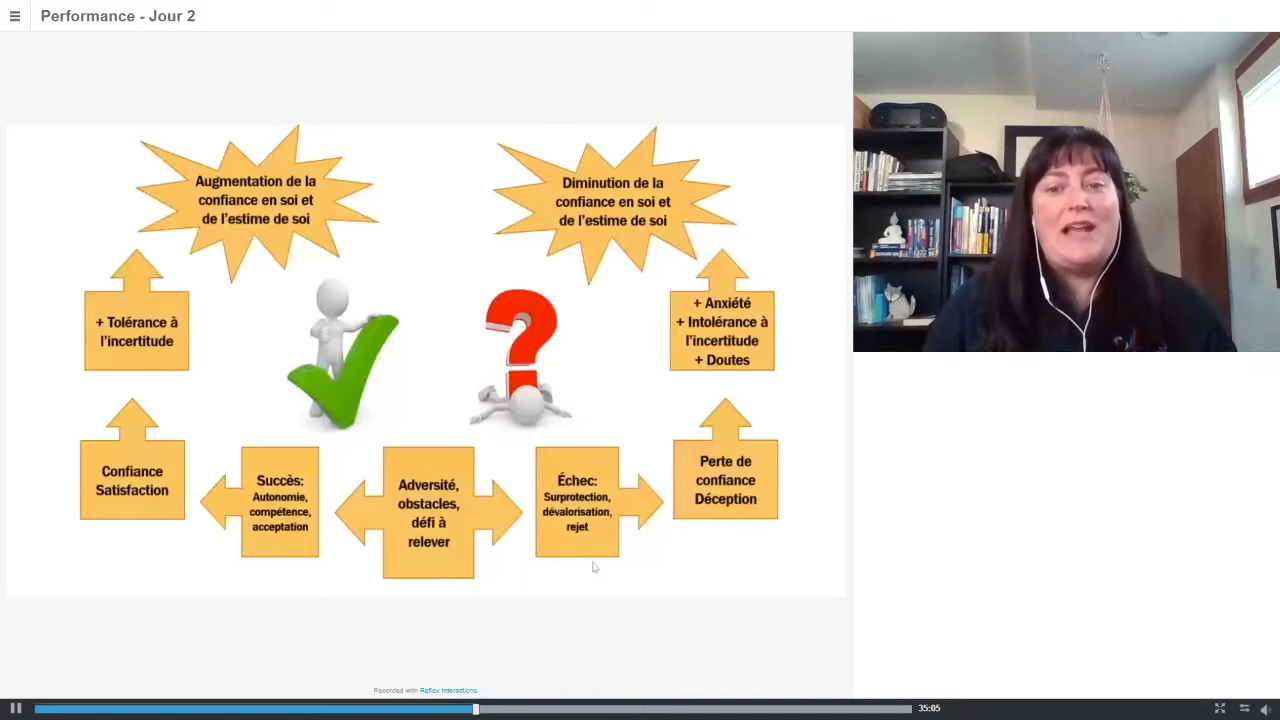 Performance - Jour 2
Augmentation de la
confiance en soi et
de l'estime de soi
Diminution de la
confiance en soi et
de l'estime de soi
+ Tolérance à
l'incertitude
+ Anxiété
+ Intolérance à
l'incertitude
+ Doutes
Confiance
Satisfaction
Succès:
Autonomie,
compétence,
acceptation
Adversité,
obstacles,
défi à
relever
Échec:
Surprotection,
dévalorisation,
rejet
Perte de
confiance
Déception
Recorded with Reflex Interactions.
35:05